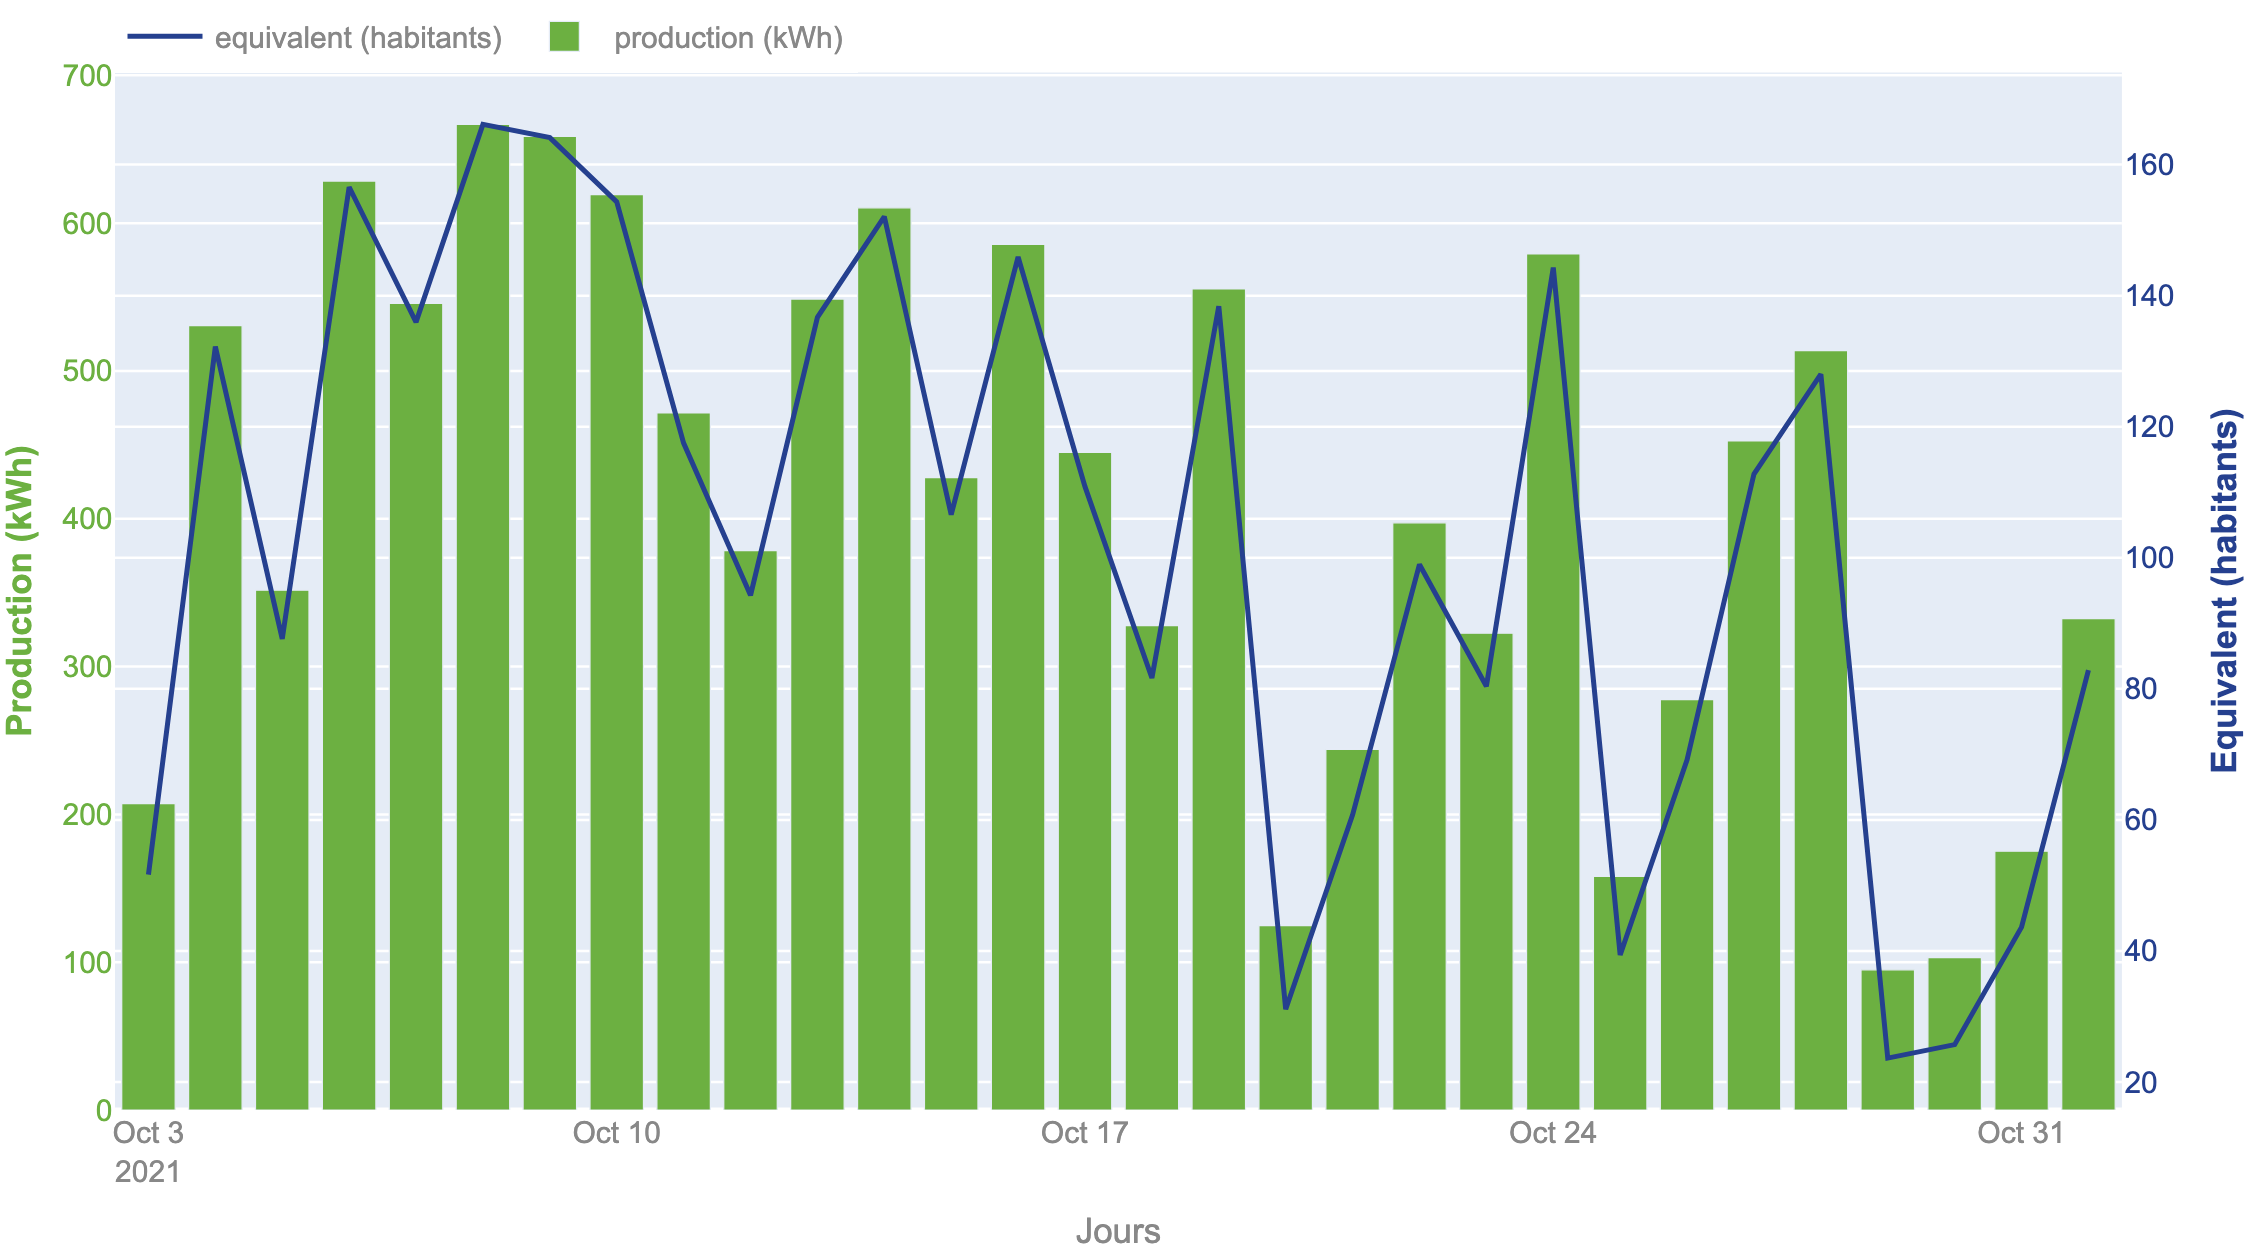 equivalent (habitants)
production (kWh)
700
600
500
400
300
200
100
0
Production (kWh)
160
140
120
100
80
60
40
20
Equivalent (habitants)
Oct 3
2021
Oct 10
Oct 17
Oct 24
Oct 31
Jours